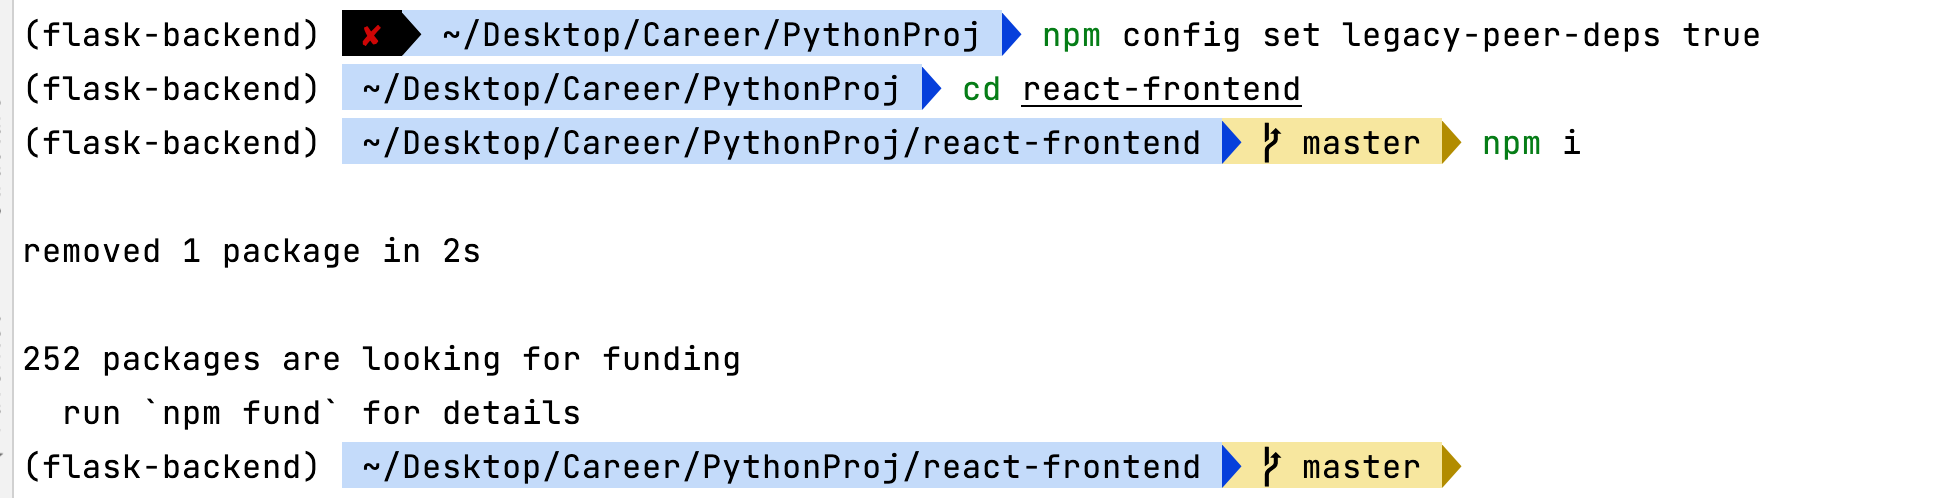 (flask-backend) ✘ ~/Desktop/Career/PythonProj npm config set legacy-peer-deps true
(flask-backend) ~/Desktop/Career/PythonProj cd react-frontend
(flask-backend) ~/Desktop/Career/PythonProj/react-frontend master npm i
removed 1 package in 2s
252 packages are looking for funding
run `npm fund` for details
(flask-backend) ~/Desktop/Career/PythonProj/react-frontend master